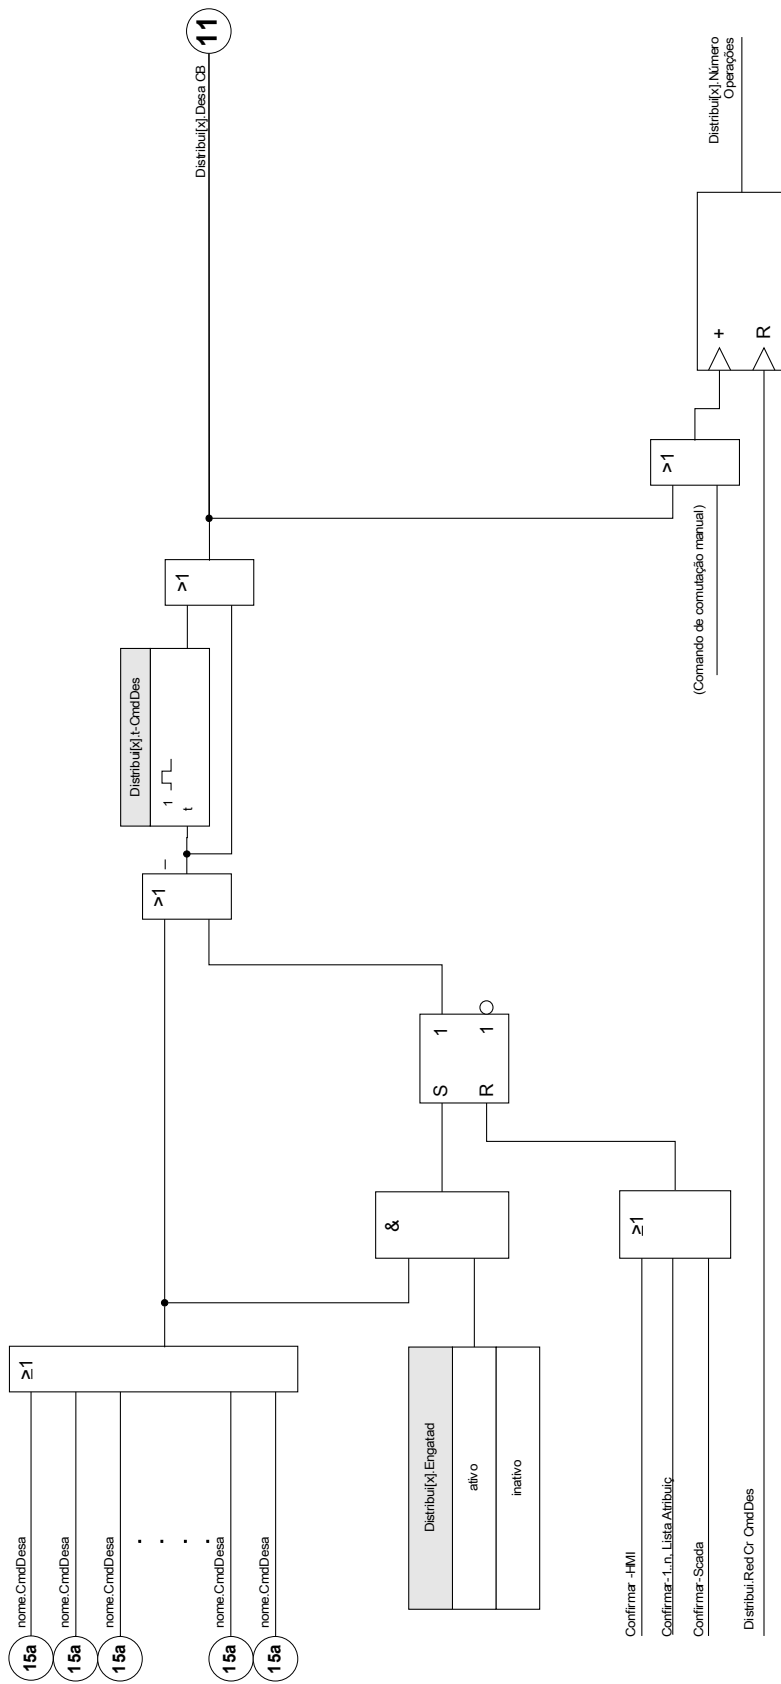 15a
nome.CmdDesa
15a
nome.CmdDesa
15a
nome.CmdDesa
.
.
.
.
15a
nome.CmdDesa
15a
nome.CmdDesa
≥1
Distribui[x].Engatad
ativo
inativo
&
Confirmar -HMI
Confirmar-1..n, Lista Atribuiç
Confirmar-Scada
Distribui.Red Cr CmdDes
≥1
S
1
R
1
>1
Distribui[x].t-CmdDes
1
t
>1
Distribui[x].Desa CB
11
(Comando de comutação manual)
>1
+
R
Distribui[x].Número
Operações